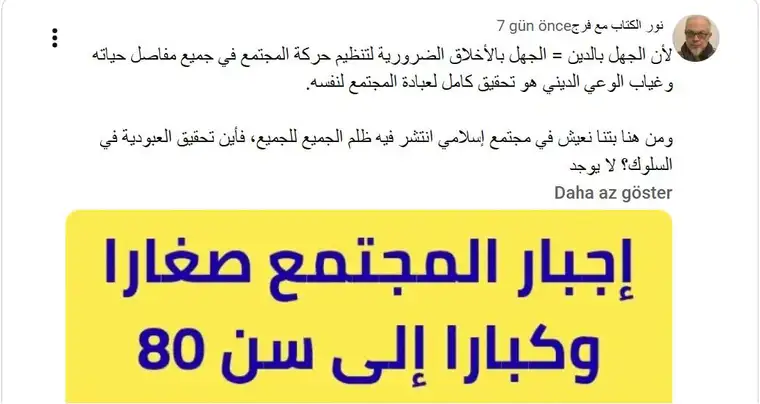 نور الكتاب مع فرج 7 gün önce
لأن الجهل بالدين = الجهل بالأخلاق الضرورية لتنظيم حركة المجتمع في جميع مفاصل حياته
وغياب الوعي الديني هو تحقيق كامل لعبادة المجتمع لنفسه.
ومن هنا بتنا نعيش في مجتمع إسلامي انتشر فيه ظلم الجميع للجميع، فأين تحقيق العبودية في
السلوك؟ لا يوجد
Daha az göster
إجبار المجتمع صغارا
وكبارا إلى سن 80